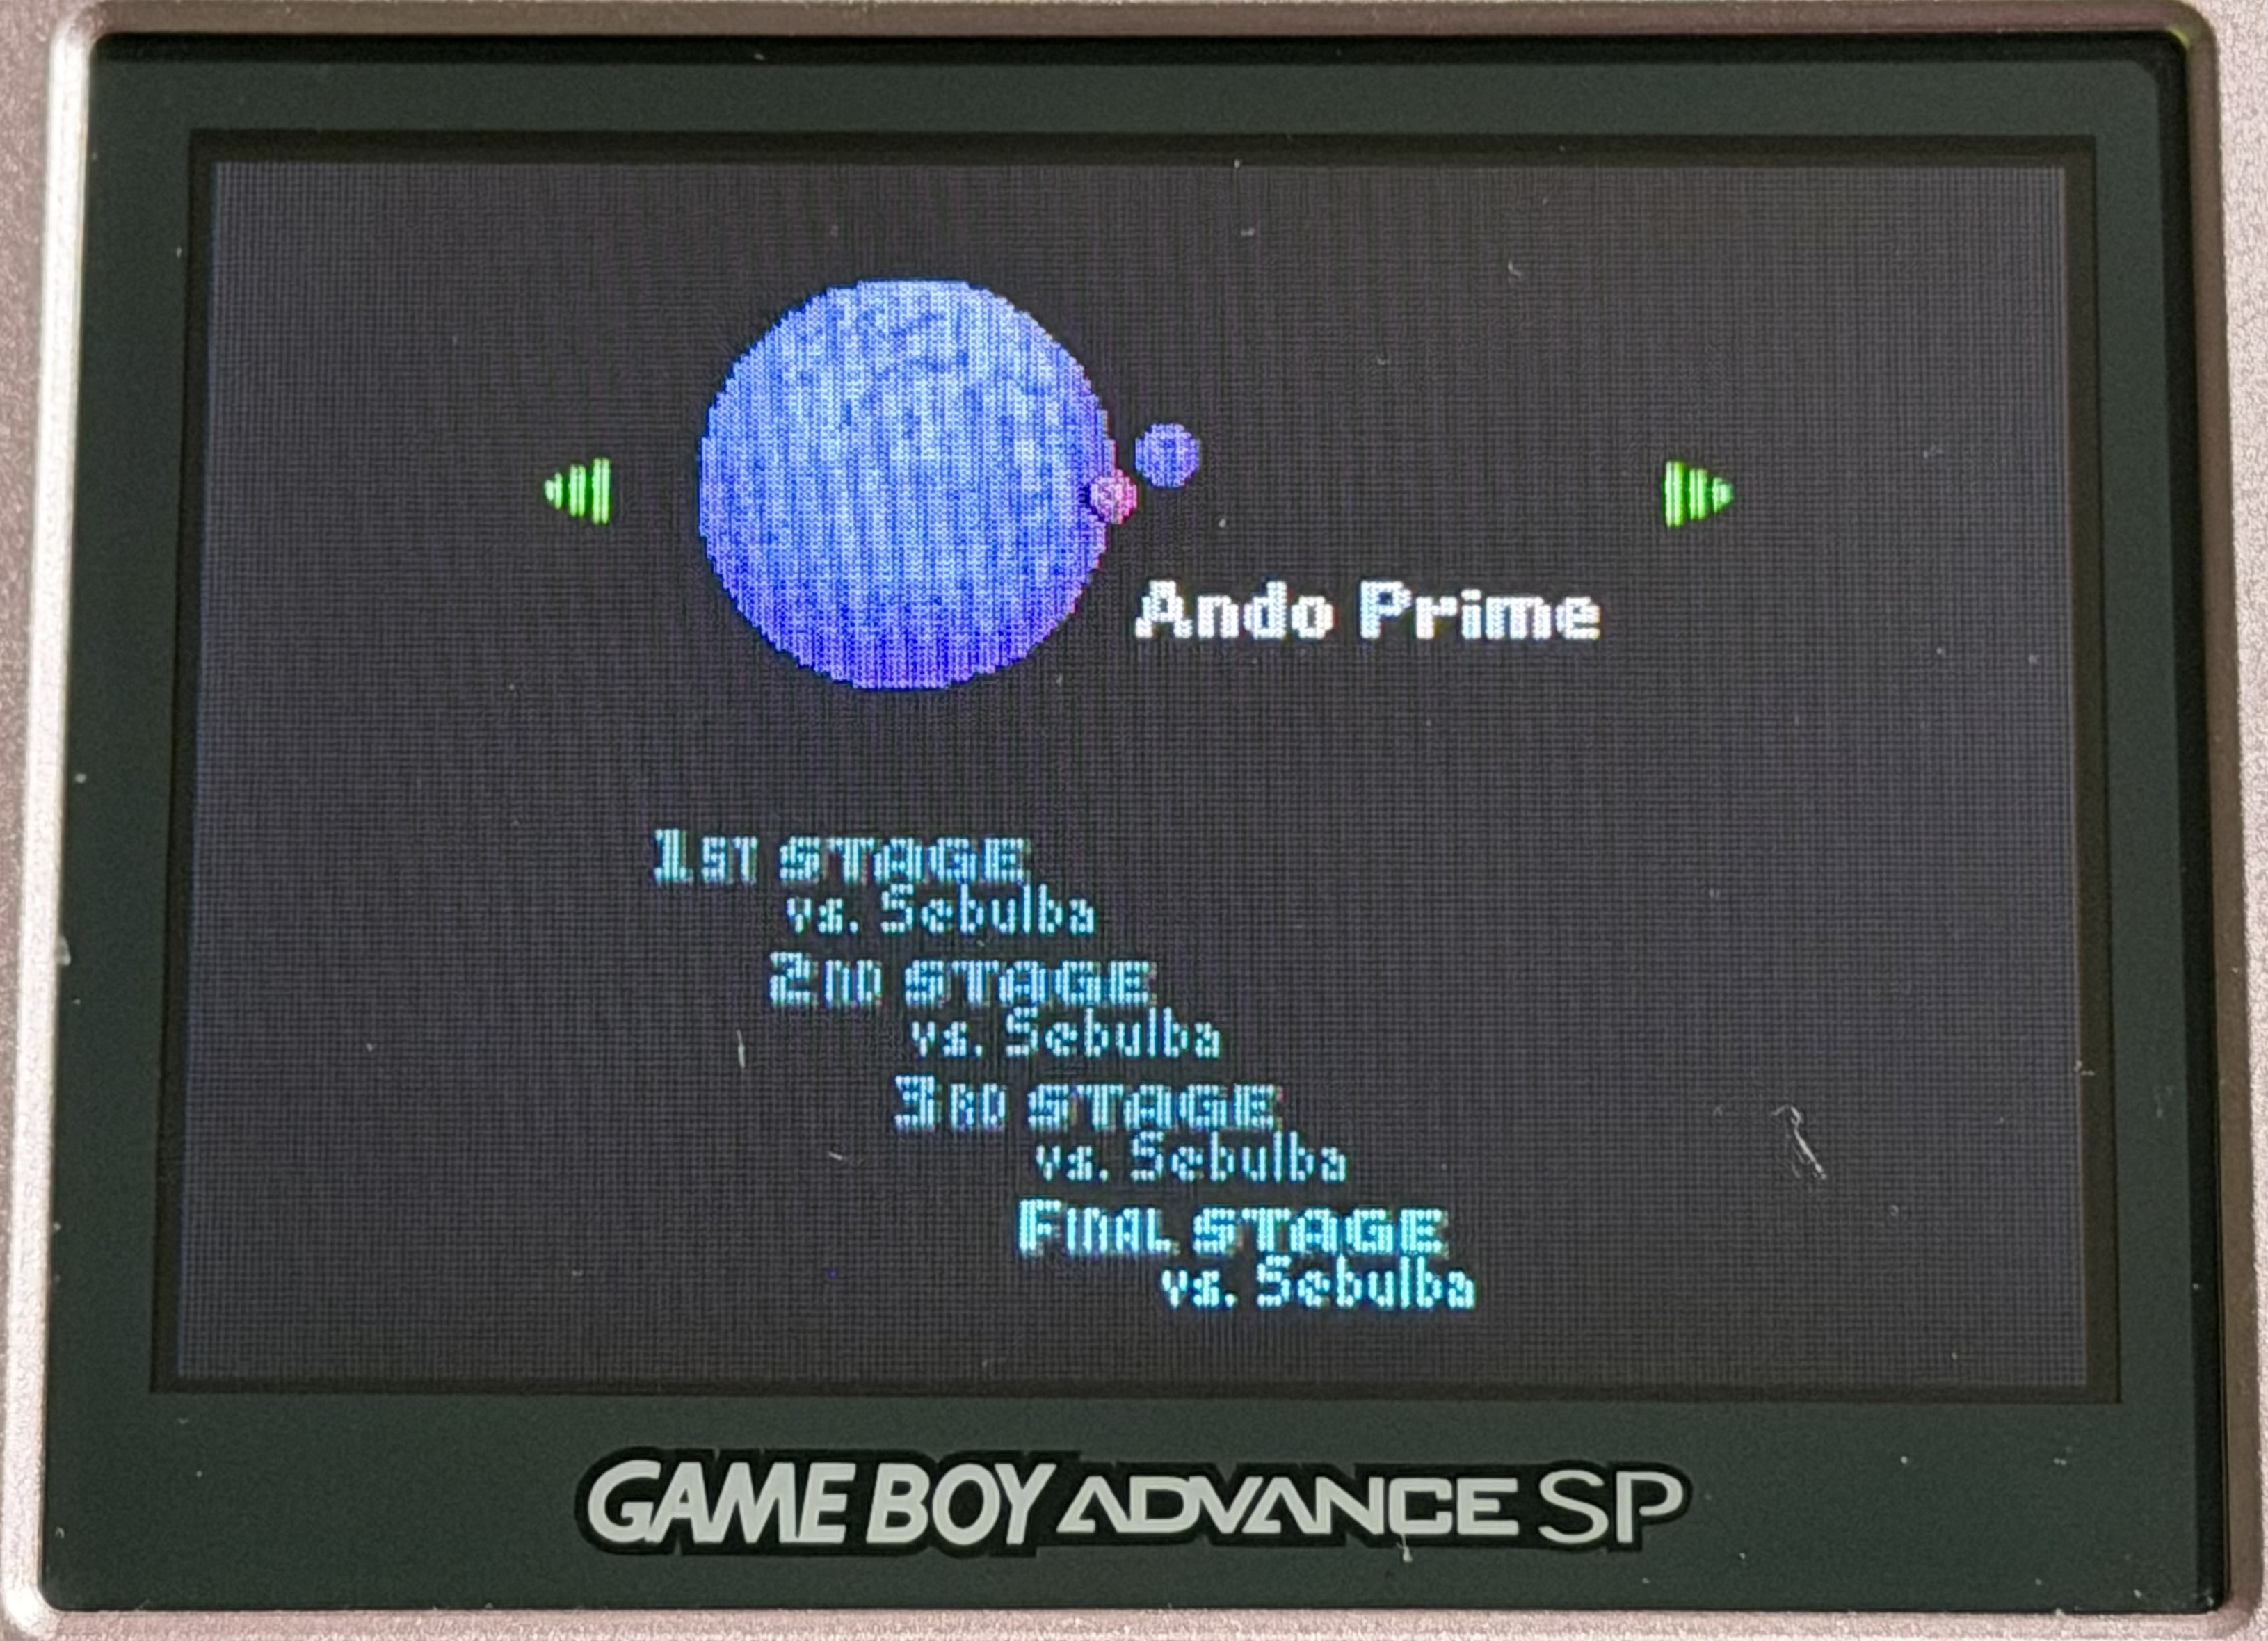 Ando Prime
1ST STAGE
vs. Sebulba
2ND STAGE
vs. Sebulba
3RD STAGE
vs. Sebulba
FINAL STAGE
vs. Sebulba
GAME BOY ADVANCE SP